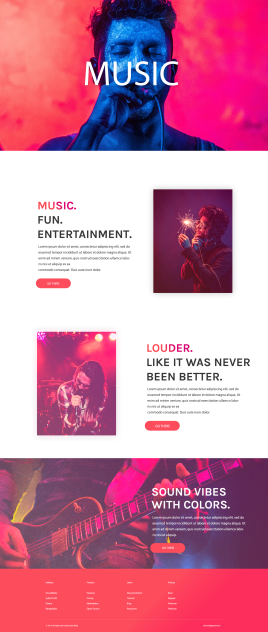 MUSIC
MUSIC.
FUN.
ENTERTAINMENT.
Lorem ipsum dolor sit amet, consectetur adipiscing elit, sed do
eiusmod tempor incididunt ut labore et dolore magna aliqua. Ut
enim ad minim veniam, quis nostrud exercitation ullamco laboris
nisi ut aliquip ex ea
commodo consequat. Duis aute irure dolor.
GO THERE
LOUDER.
LIKE IT WAS NEVER
BEEN BETTER.
Lorem ipsum dolor sit amet, consectetur adipiscing elit, sed do
eiusmod tempor incididunt ut labore et dolore magna aliqua. Ut
enim ad minim veniam, quis nostrud exercitation ullamco laboris
nisi ut aliquip ex ea
commodo consequat. Duis aute irure dolor.
GO THERE
SOUND VIBES
WITH COLORS.
Lorem ipsum dolor sit amet, consectetur adipiscing elit, sed do
eiusmod tempor incididunt ut labore et dolore magna aliqua. Ut
enim ad minim veniam, quis nostrud exercitation ullamco laboris
nisi ut aliquip
GO THERE